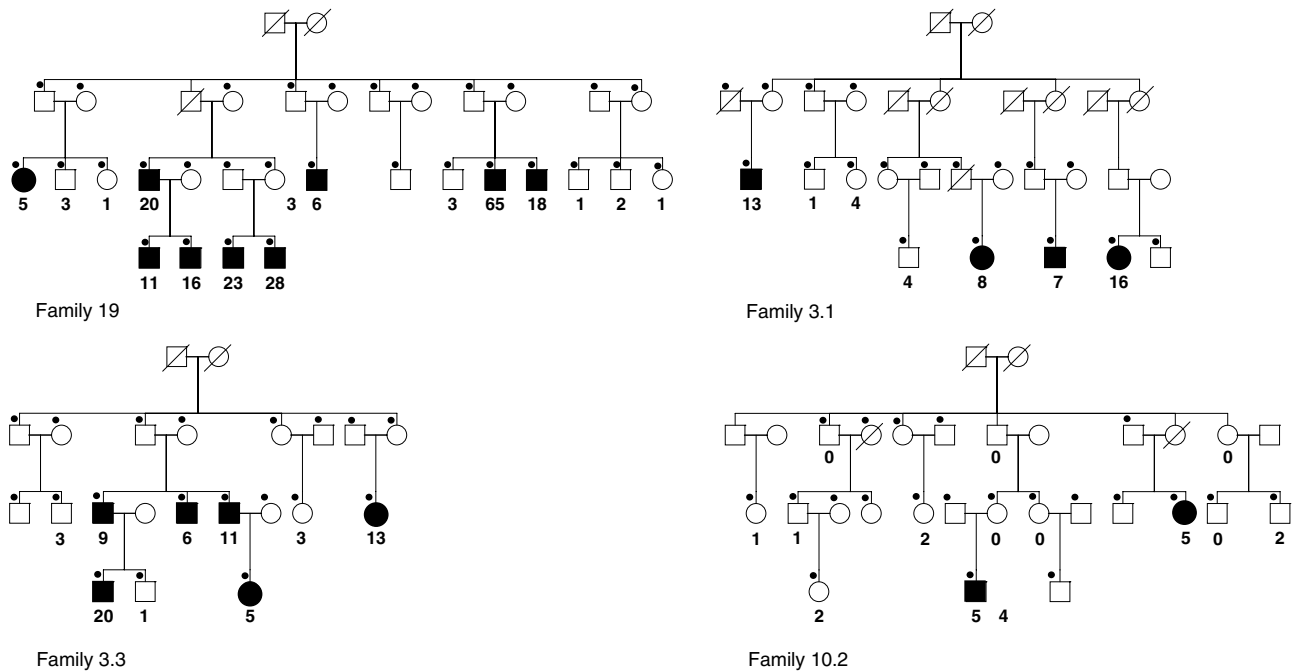 5 3 1 20 3 6 3 65 18 1 2 1
11 16 23 28
Family 19
13 1 4
4 8 7 16
Family 3.1
3 9 6 11 3 13
20 1 5
Family 3.3
0 0 0
1 1 2 0 0 5 0 2
2 5 4
Family 10.2